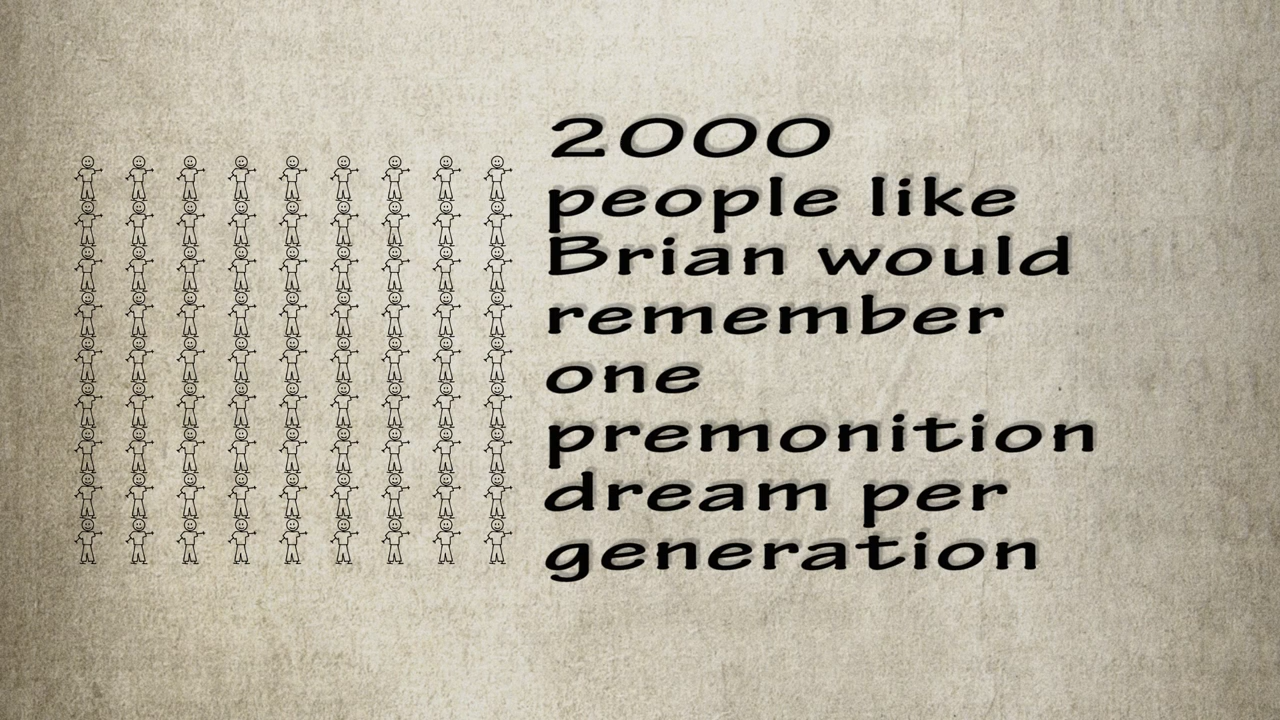 2000
people like
Brian would
remember
one
premonition
dream per
generation